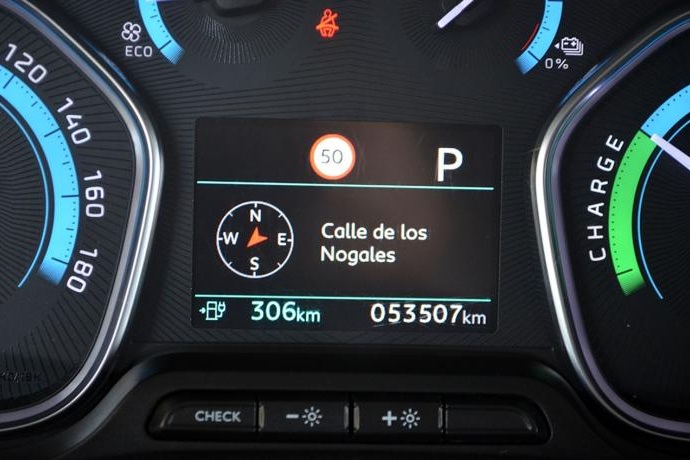 ECO
0%
120
140
160
180
50
P
N
W E
S
Calle de los
Nogales
306km
053507km
CHARGE
CHECK
- +